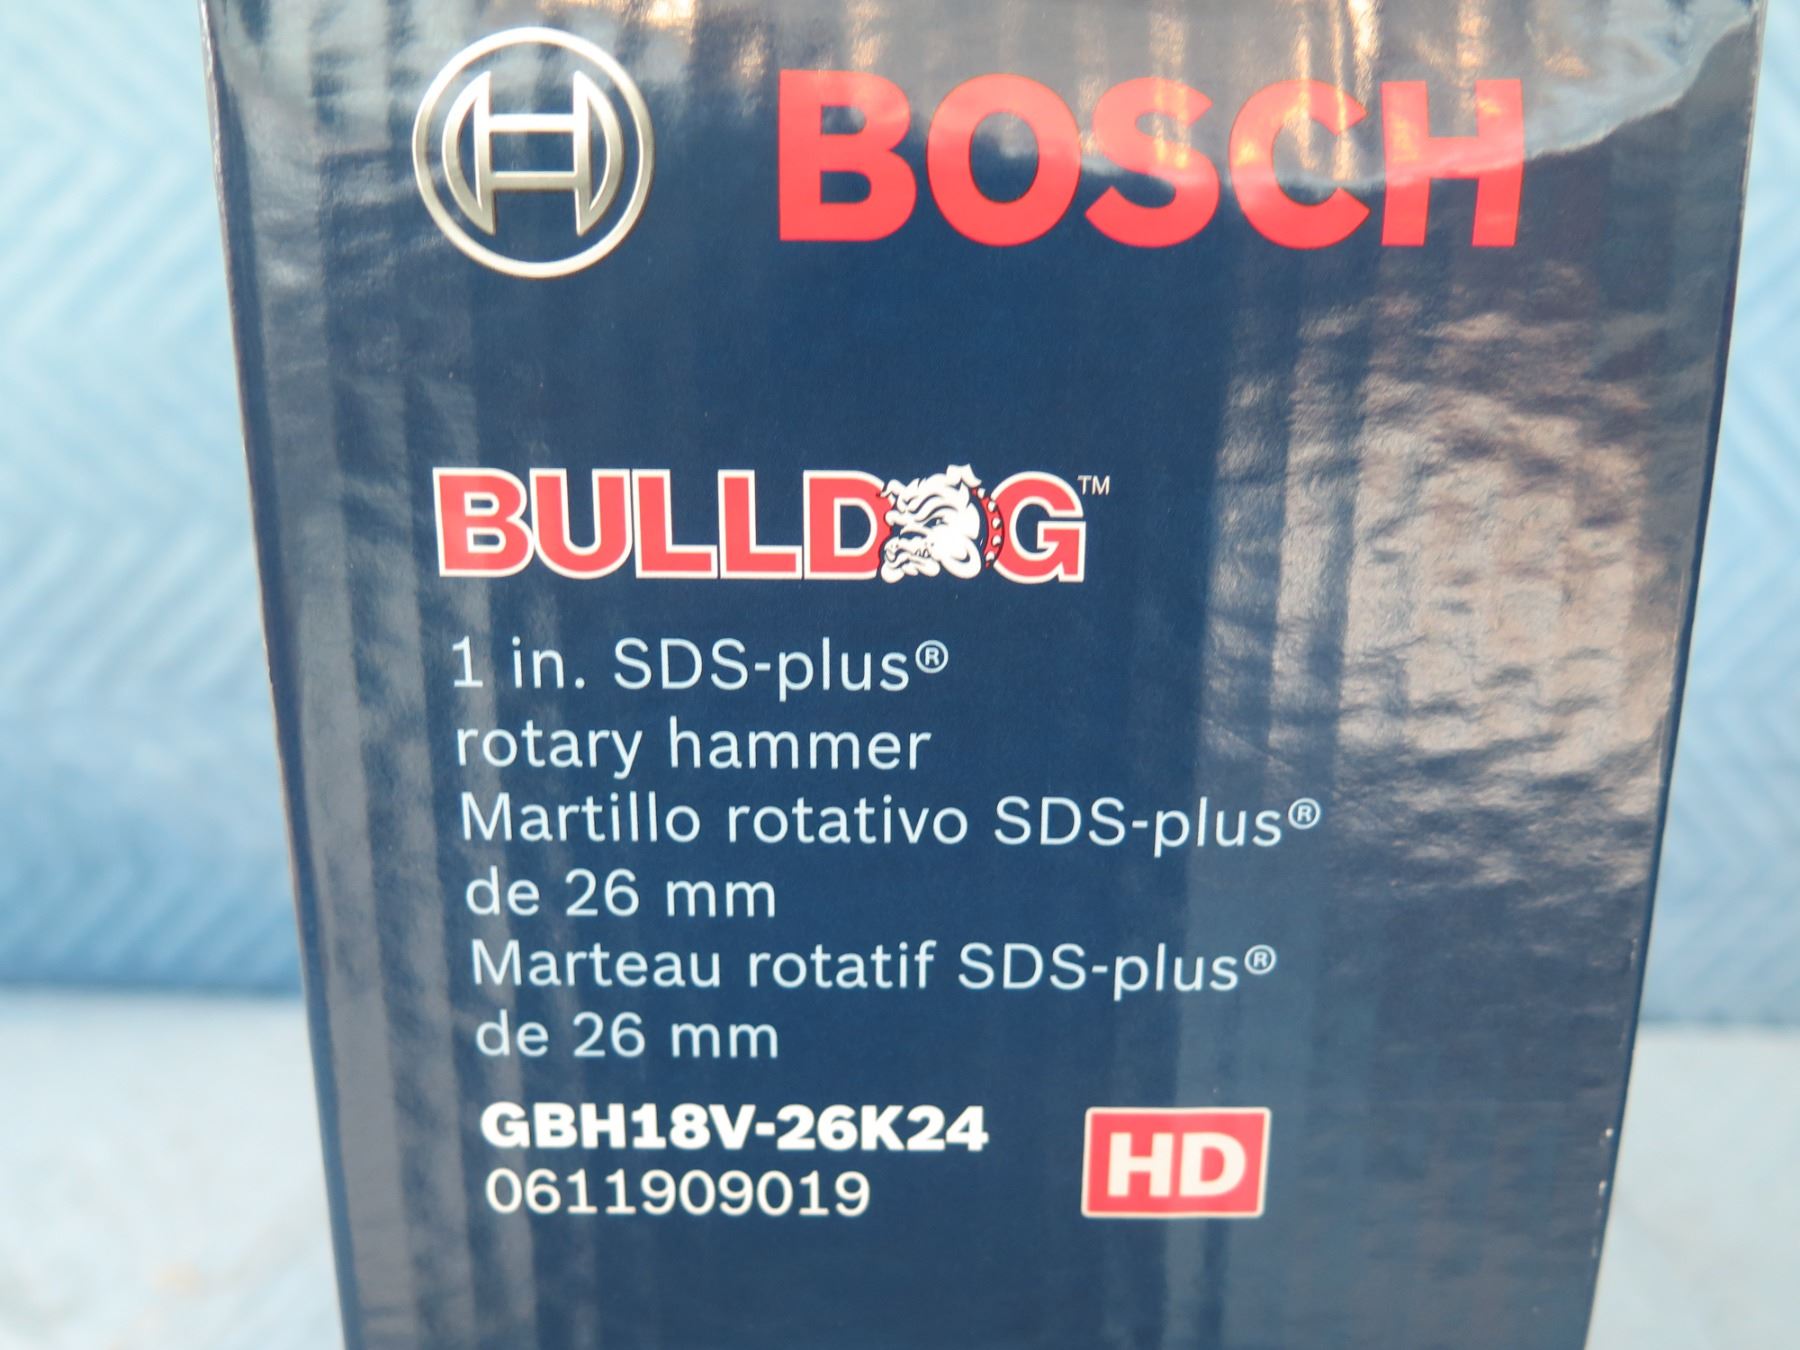 BOSCH
BULLDOG™
1 in. SDS-plus®
rotary hammer
Martillo rotativo SDS-plus®
de 26 mm
Marteau rotatif SDS-plus®
de 26 mm
GBH18V-26K24
0611909019
HD